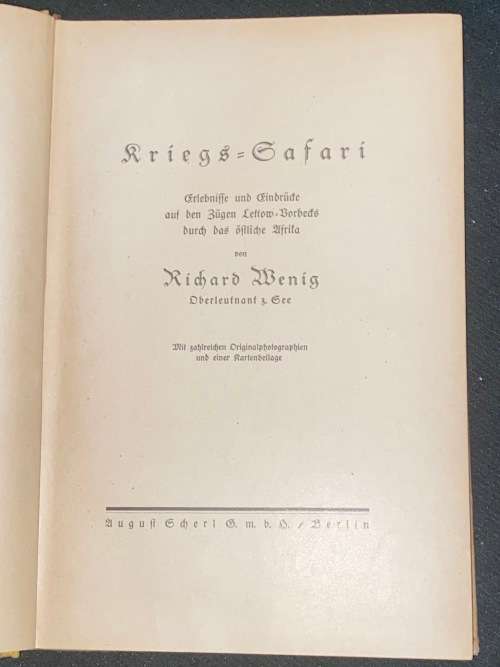 Kriegs=Safari
Erlebnisse und Eindrücke
auf den Zügen Lettow-Vorbecks
durch das östliche Afrika
von
Richard Wenig
Oberleutnant z. See
Mit zahlreichen Originalphotographien
und einer Kartenbeilage
August Scherl G. m. b. H. / Berlin